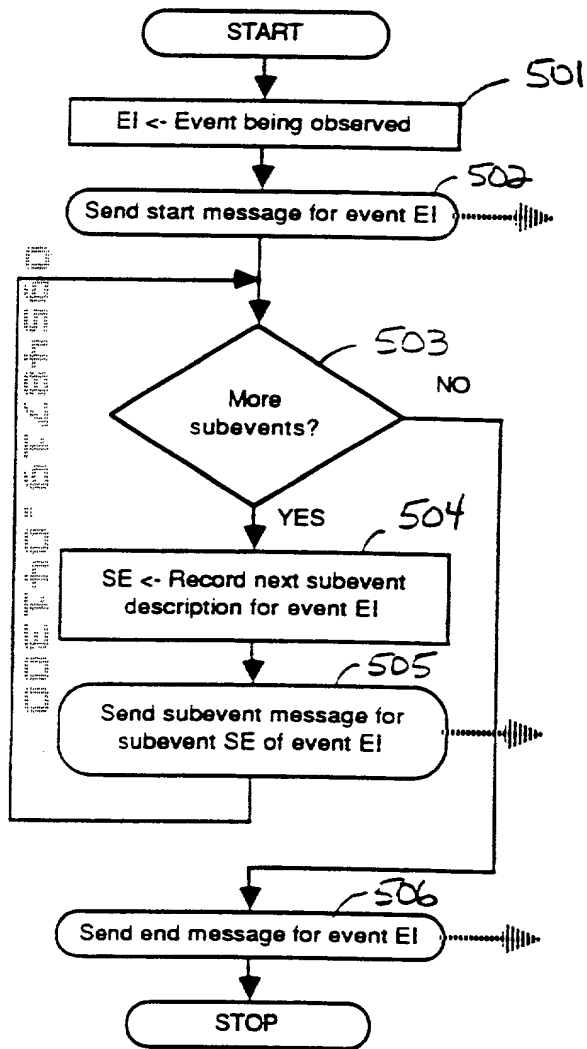 START
501
EI <- Event being observed
502
Send start message for event EI
503
More
subevents?
NO
YES
504
SE <- Record next subevent
description for event EI
505
Send subevent message for
subevent SE of event EI
506
Send end message for event EI
STOP